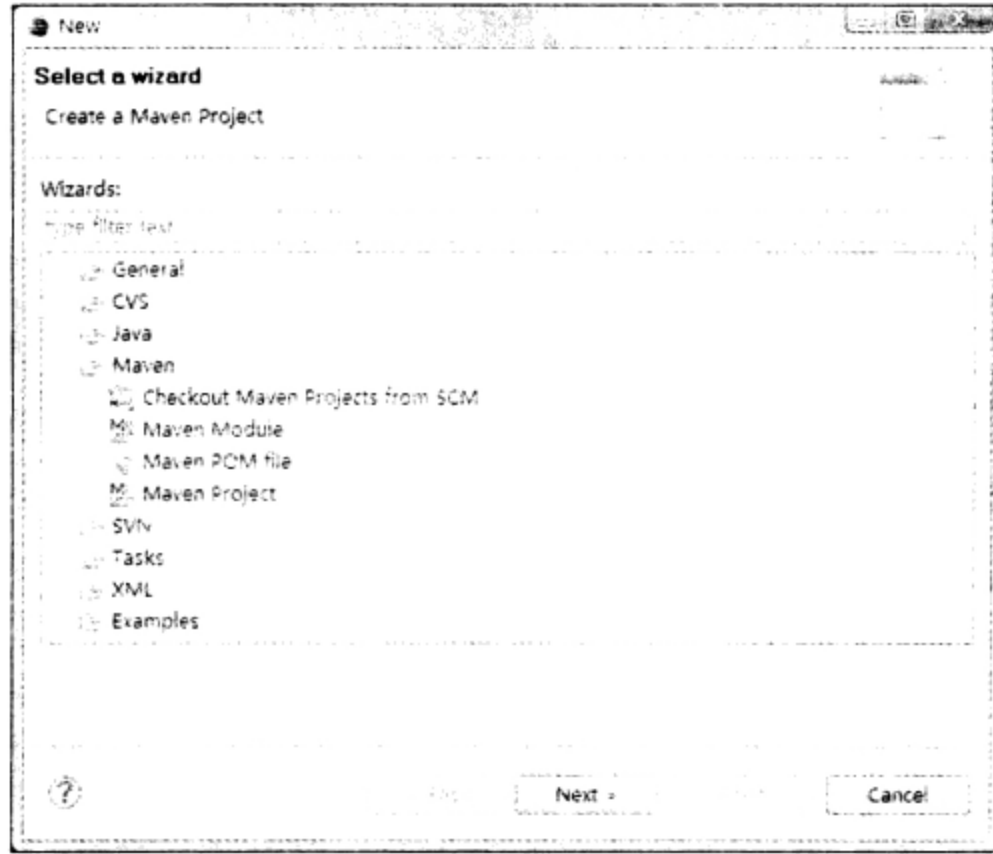 New
Select a wizard
Create a Maven Project
Wizards:
type filter text
General
CVS
Java
Maven
Checkout Maven Projects from SCM
Maven Module
Maven POM file
Maven Project
SVN
Tasks
XML
Examples
?
Next >
Cancel